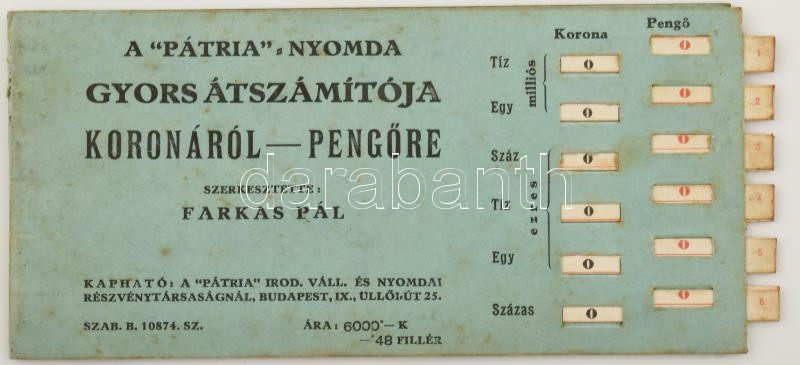 A “PÁTRIA”-NYOMDA
GYORS ÁTSZÁMÍTÓJA
KORONÁRÓL—PENGŐRE
SZERKESZTETTE:
FARKAS PÁL
KAPHATÓ: A “PÁTRIA” IROD. VÁLL. ÉS NYOMDAI
RÉSZVÉNYTÁRSASÁGNÁL, BUDAPEST, IX., ÜLLŐI-ÚT 25.
SZAB. B. 10874. SZ. ÁRA: 6000·—K
—·48 FILLÉR
Korona Pengő
Tíz milliós 0 0 1
Egy 0 0 2
Száz ezres 0 0 3
Tíz 0 0 4
Egy 0 0 5
Százas 0 0 6
darabanth